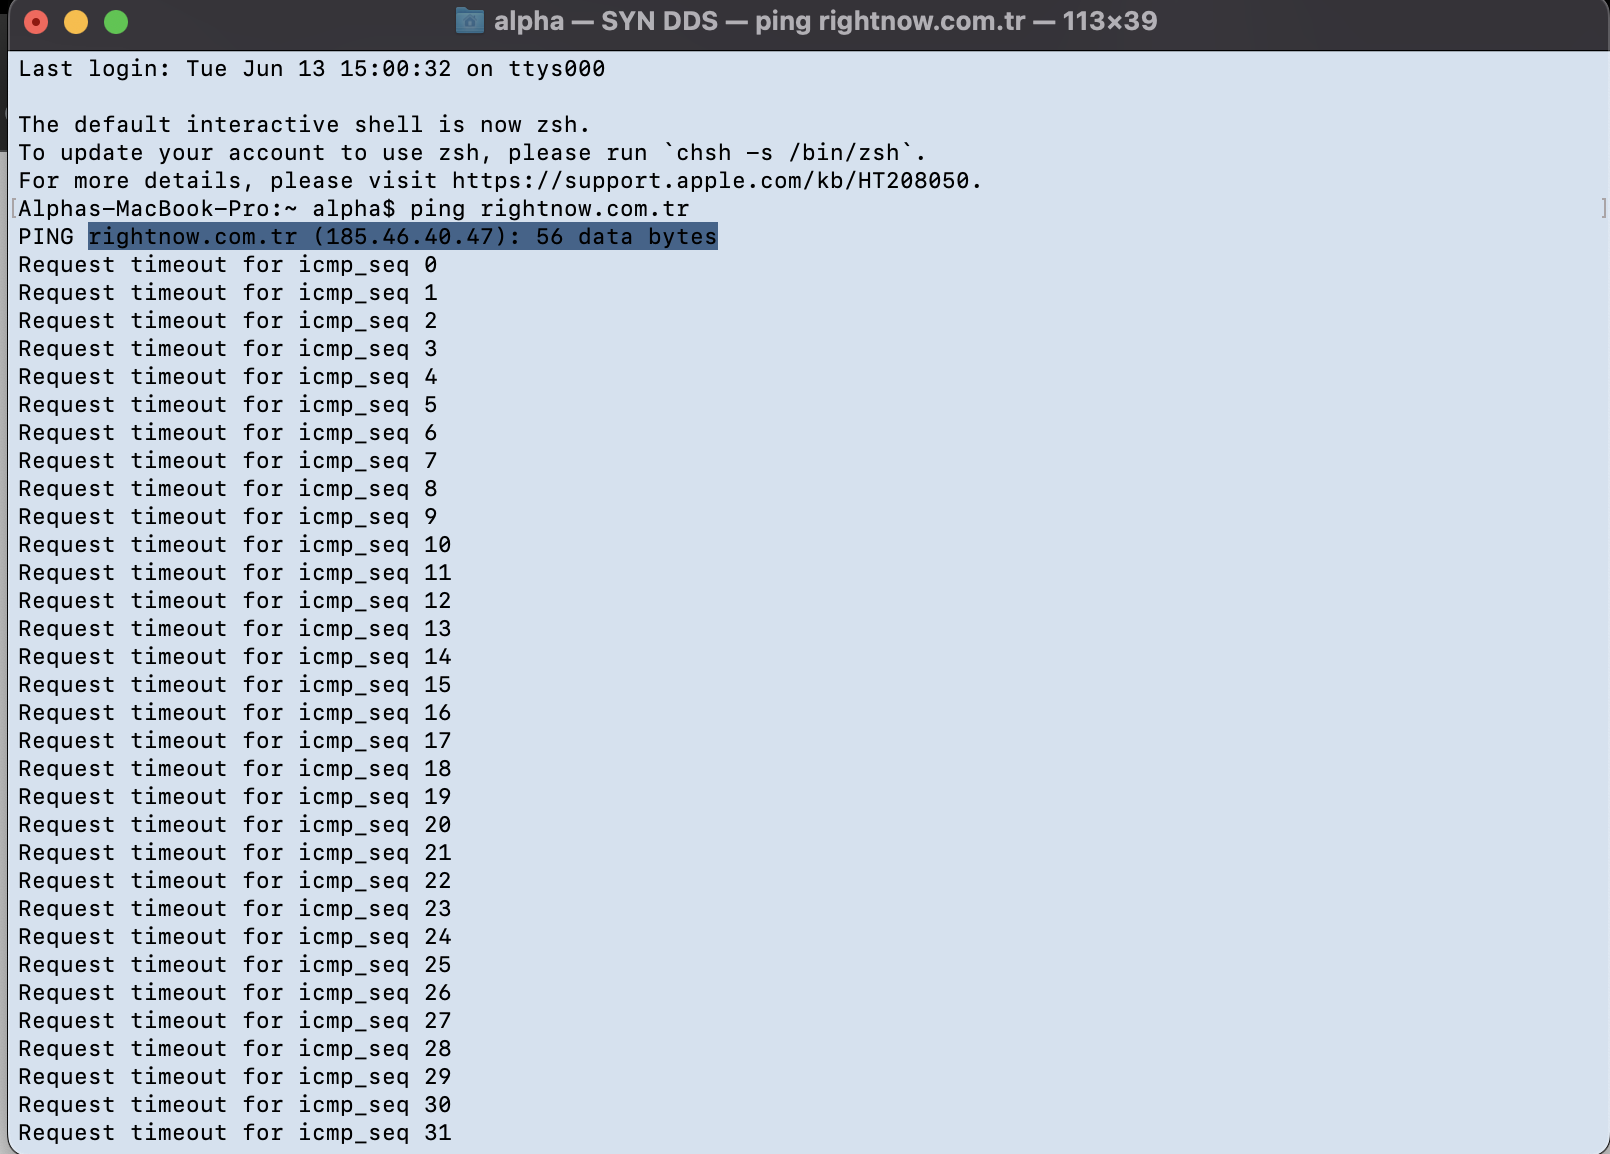 alpha — SYN DDS — ping rightnow.com.tr — 113×39
Last login: Tue Jun 13 15:00:32 on ttys000
The default interactive shell is now zsh.
To update your account to use zsh, please run `chsh -s /bin/zsh`.
For more details, please visit https://support.apple.com/kb/HT208050.
[Alphas-MacBook-Pro:~ alpha$ ping rightnow.com.tr ]
PING rightnow.com.tr (185.46.40.47): 56 data bytes
Request timeout for icmp_seq 0
Request timeout for icmp_seq 1
Request timeout for icmp_seq 2
Request timeout for icmp_seq 3
Request timeout for icmp_seq 4
Request timeout for icmp_seq 5
Request timeout for icmp_seq 6
Request timeout for icmp_seq 7
Request timeout for icmp_seq 8
Request timeout for icmp_seq 9
Request timeout for icmp_seq 10
Request timeout for icmp_seq 11
Request timeout for icmp_seq 12
Request timeout for icmp_seq 13
Request timeout for icmp_seq 14
Request timeout for icmp_seq 15
Request timeout for icmp_seq 16
Request timeout for icmp_seq 17
Request timeout for icmp_seq 18
Request timeout for icmp_seq 19
Request timeout for icmp_seq 20
Request timeout for icmp_seq 21
Request timeout for icmp_seq 22
Request timeout for icmp_seq 23
Request timeout for icmp_seq 24
Request timeout for icmp_seq 25
Request timeout for icmp_seq 26
Request timeout for icmp_seq 27
Request timeout for icmp_seq 28
Request timeout for icmp_seq 29
Request timeout for icmp_seq 30
Request timeout for icmp_seq 31